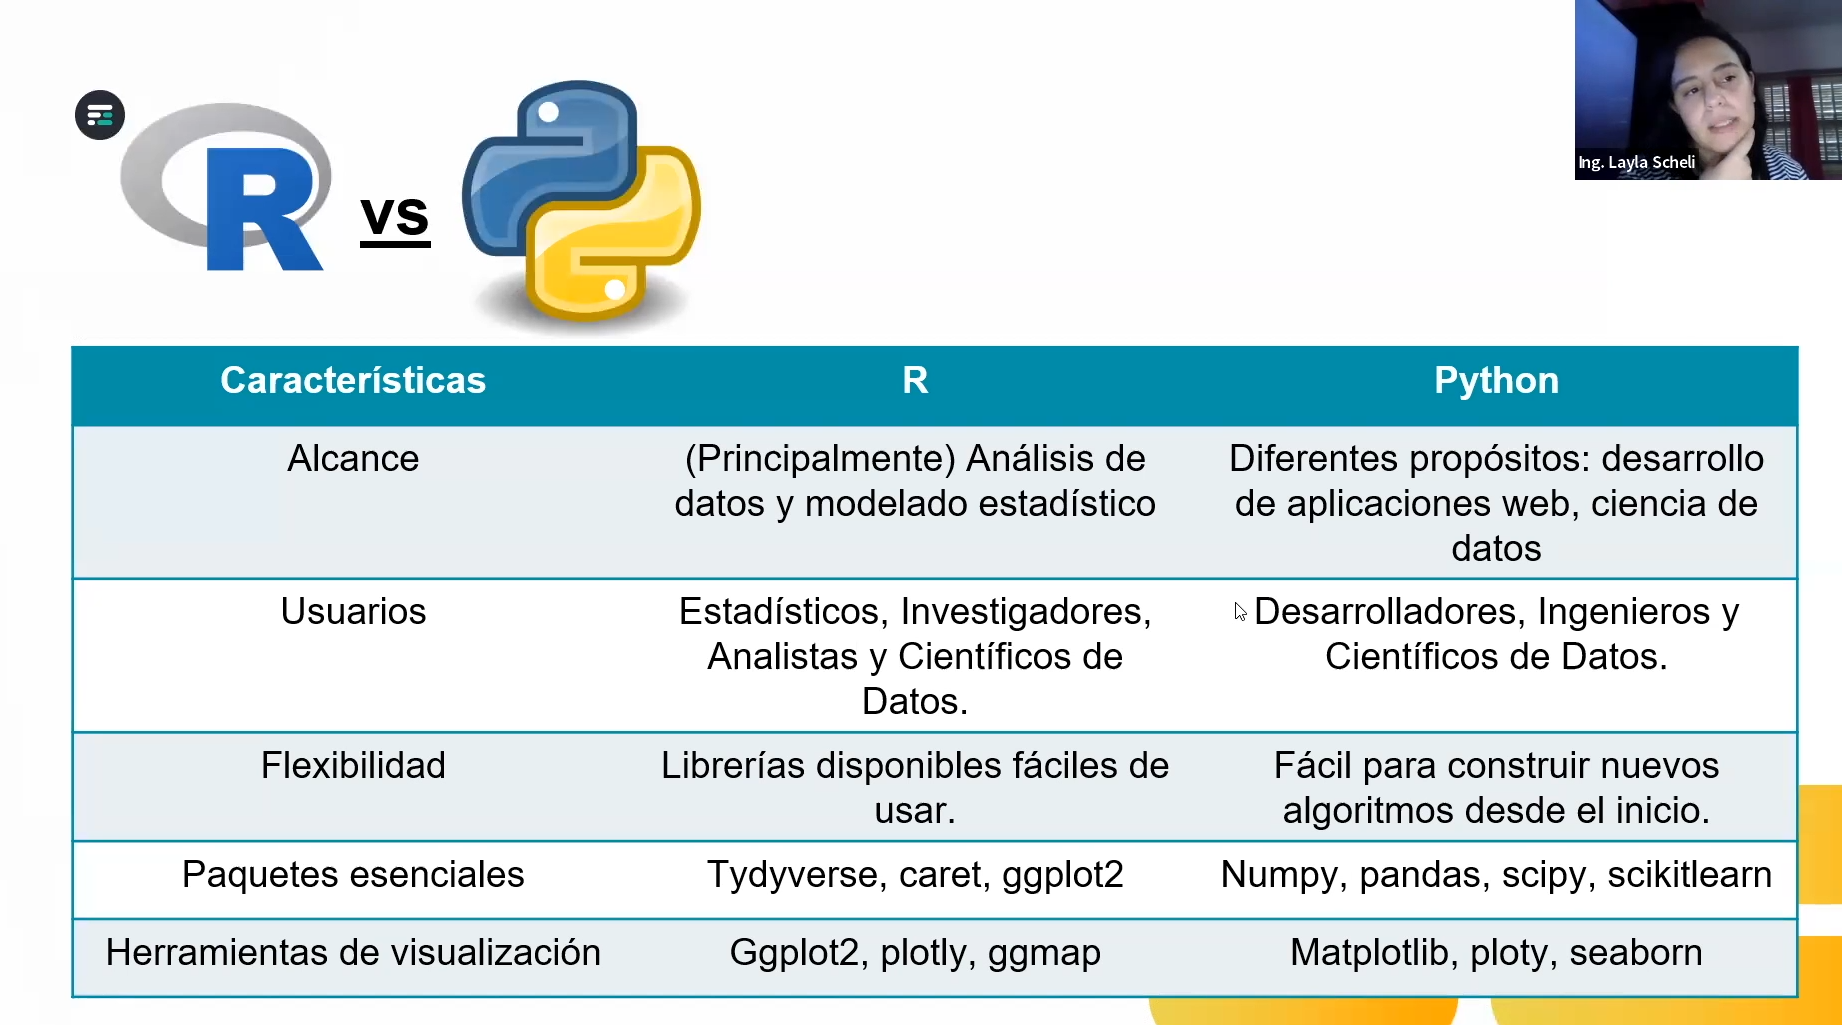 Ing. Layla Scheli
R
vs
Características
R
Python
Alcance
(Principalmente) Análisis de
datos y modelado estadístico
Diferentes propósitos: desarrollo
de aplicaciones web, ciencia de
datos
Usuarios
Estadísticos, Investigadores,
Analistas y Científicos de
Datos.
Desarrolladores, Ingenieros y
Científicos de Datos.
Flexibilidad
Librerías disponibles fáciles de
usar.
Fácil para construir nuevos
algoritmos desde el inicio.
Paquetes esenciales
Tydyverse, caret, ggplot2
Numpy, pandas, scipy, scikitlearn
Herramientas de visualización
Ggplot2, plotly, ggmap
Matplotlib, ploty, seaborn